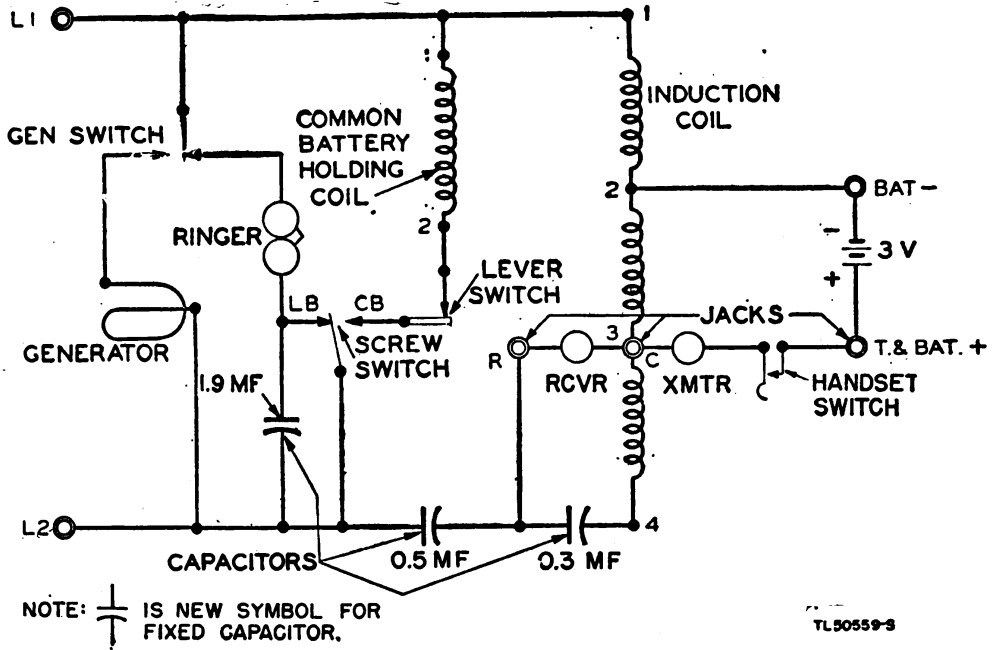 L1
1
1
GEN SWITCH
COMMON
BATTERY
HOLDING
COIL.
INDUCTION
COIL
2
BAT -
RINGER
2
-
3 V
+
LEVER
SWITCH
LB
CB
JACKS
GENERATOR
SCREW
SWITCH
R
RCVR
3
C
XMTR
T.& BAT. +
HANDSET
SWITCH
1.9 MF
L2
4
CAPACITORS
0.5 MF
0.3 MF
NOTE: IS NEW SYMBOL FOR
FIXED CAPACITOR.
TL50559-S